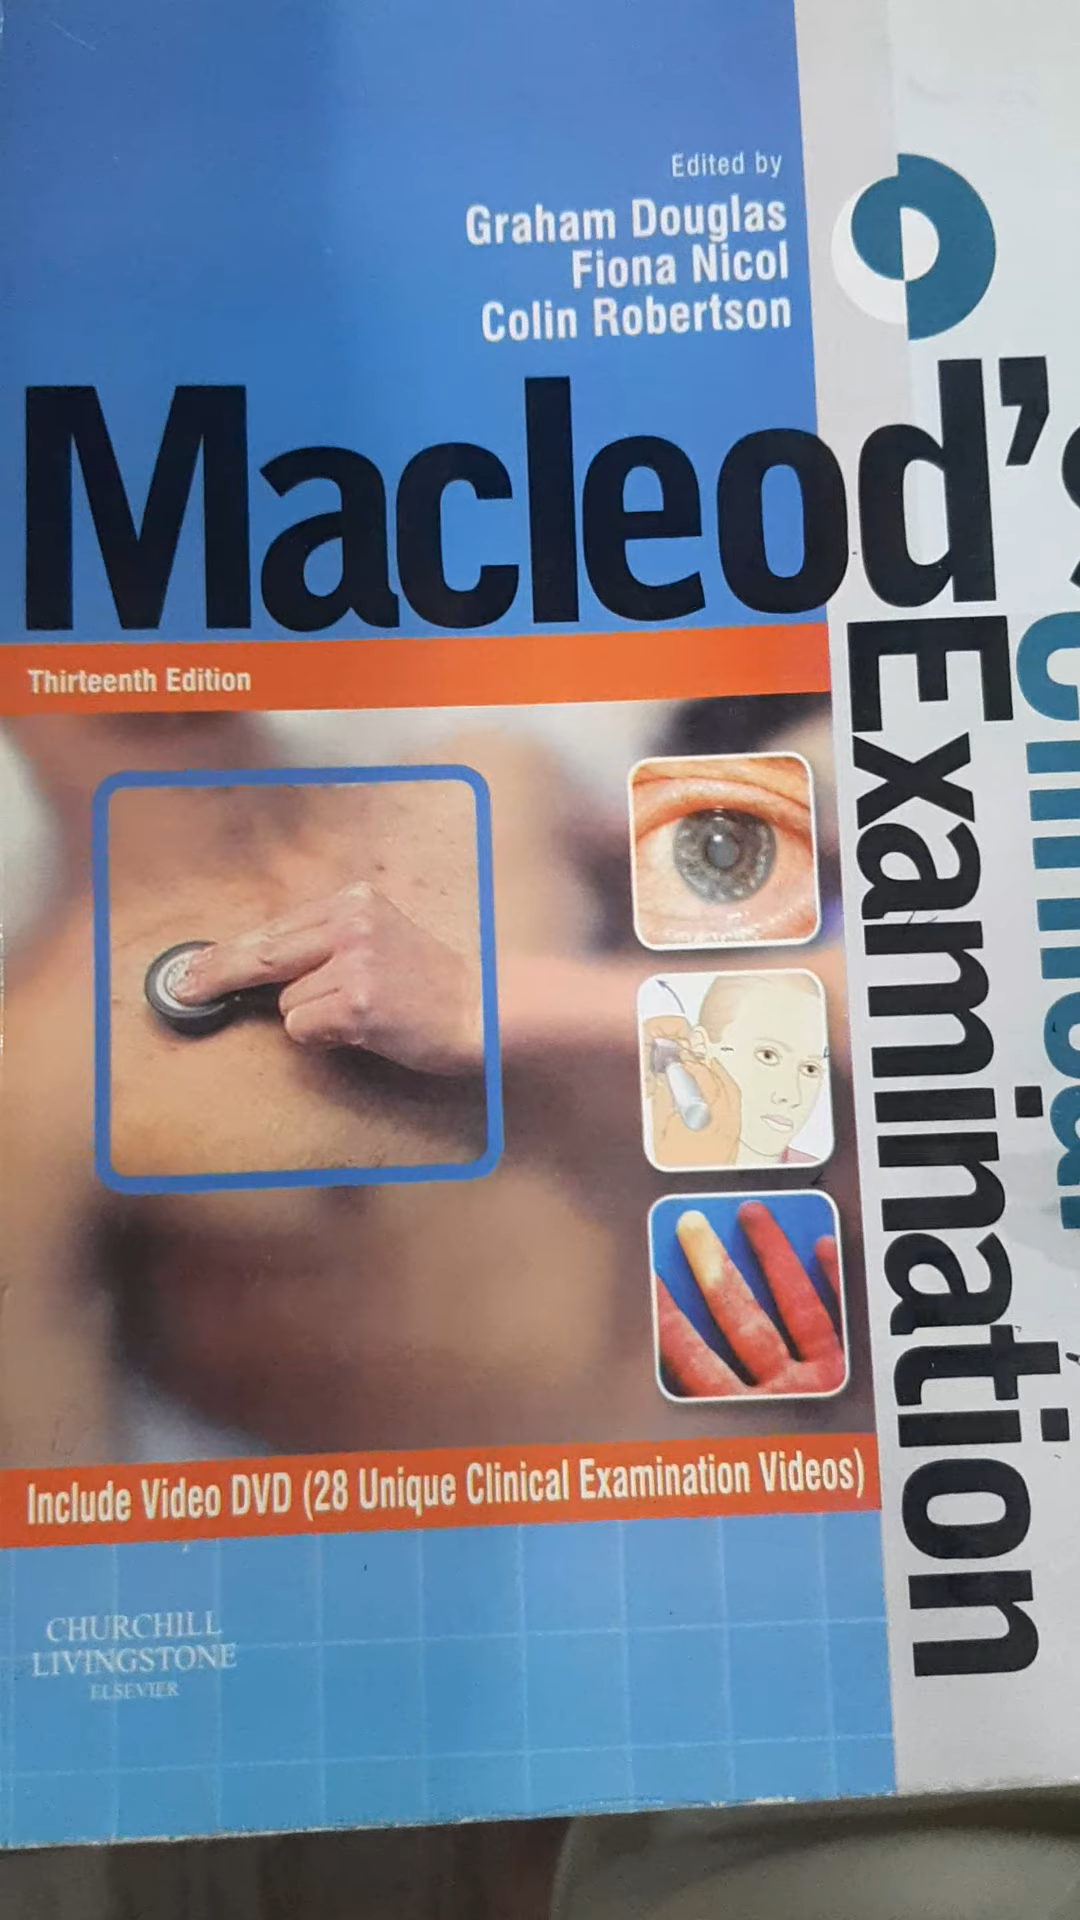 Edited by
Graham Douglas
Fiona Nicol
Colin Robertson
Macleod's
Clinical
Examination
Thirteenth Edition
Include Video DVD (28 Unique Clinical Examination Videos)
CHURCHILL
LIVINGSTONE
ELSEVIER